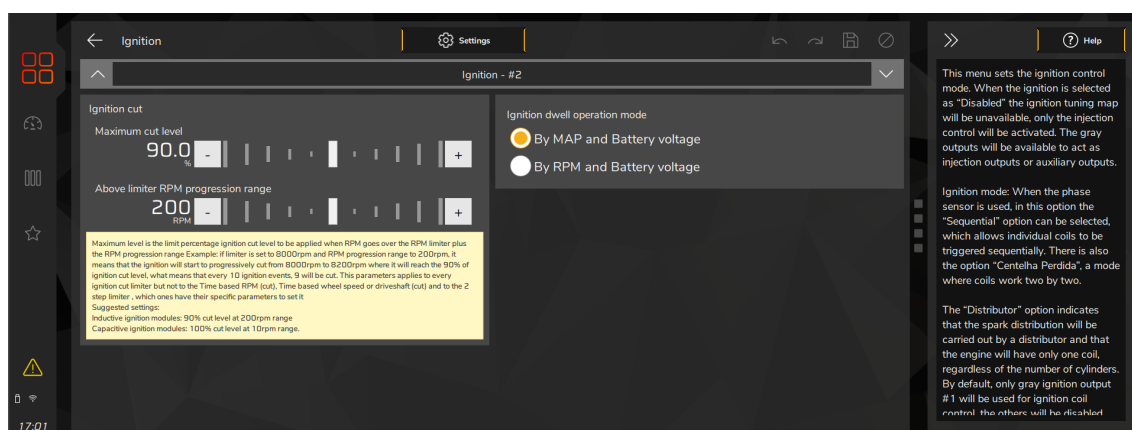 Ignition
Settings
Ignition - #2
Ignition cut
Maximum cut level
90.0
%
-
+
Above limiter RPM progression range
200
RPM
-
+
Maximum level is the limit percentage ignition cut level to be applied when RPM goes over the RPM limiter plus
the RPM progression range Example: if limiter is set to 8000rpm and RPM progression range to 200rpm, it
means that the ignition will start to progressively cut from 8000rpm to 8200rpm where it will reach the 90% of
ignition cut level, what means that every 10 ignition events, 9 will be cut. This parameters applies to every
ignition cut limiter but not to the Time based RPM (cut), Time based wheel speed or driveshaft (cut) and to the 2
step limiter , which ones have their specific parameters to set it
Suggested settings:
Inductive ignition modules: 90% cut level at 200rpm range
Capacitive ignition modules: 100% cut level at 10rpm range.
Ignition dwell operation mode
By MAP and Battery voltage
By RPM and Battery voltage
Help
This menu sets the ignition control
mode. When the ignition is selected
as "Disabled" the ignition tuning map
will be unavailable, only the injection
control will be activated. The gray
outputs will be available to act as
injection outputs or auxiliary outputs.
Ignition mode: When the phase
sensor is used, in this option the
"Sequential" option can be selected,
which allows individual coils to be
triggered sequentially. There is also
the option "Centelha Perdida", a mode
where coils work two by two.
The "Distributor" option indicates
that the spark distribution will be
carried out by a distributor and that
the engine will have only one coil,
regardless of the number of cylinders.
By default, only gray ignition output
#1 will be used for ignition coil
control, the others will be disabled
17:01